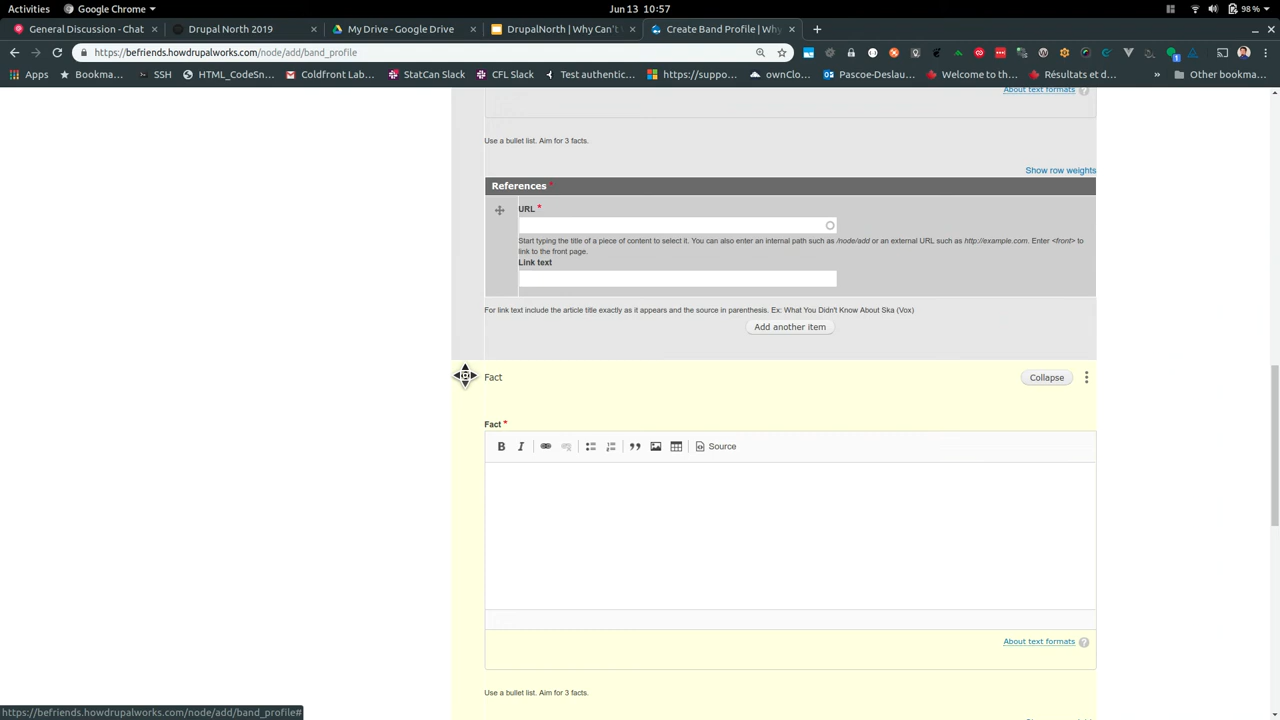 Activities
Google Chrome
Jun 13 10:57
98 %
General Discussion - Chat
Drupal North 2019
My Drive - Google Drive
DrupalNorth | Why Can't
Create Band Profile | Why
https://befriends.howdrupalworks.com/node/add/band_profile
Apps
Bookmark...
SSH
HTML_CodeSn...
Coldfront Lab...
StatCan Slack
CFL Slack
Test authenticat...
https://suppo...
Pascoe-Deslau...
Welcome to th...
Résultats et d...
»
Other bookmark...
About text formats
Use a bullet list. Aim for 3 facts.
Show row weights
References *
URL *
Start typing the title of a piece of content to select it. You can also enter an internal path such as /node/add or an external URL such as http://example.com. Enter <front> to
link to the front page.
Link text
For link text include the article title exactly as it appears and the source in parenthesis. Ex: What You Didn't Know About Ska (Vox)
Add another item
Fact
Collapse
Fact *
B I Source
About text formats
Use a bullet list. Aim for 3 facts.
https://befriends.howdrupalworks.com/node/add/band_profile#